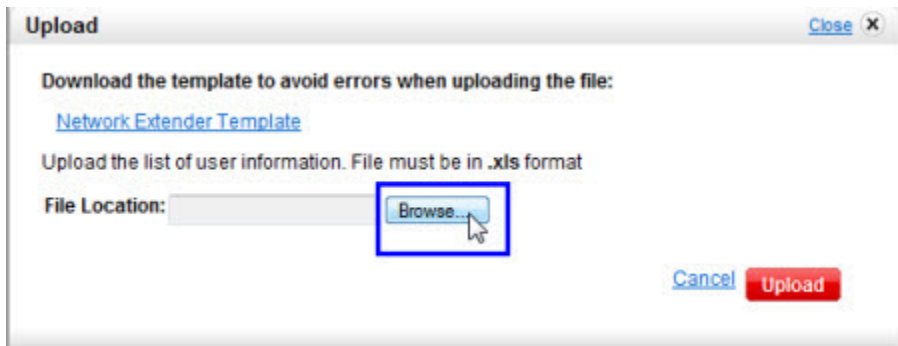 Upload Close X
Download the template to avoid errors when uploading the file:
Network Extender Template
Upload the list of user information. File must be in .xls format
File Location: Browse...
Cancel Upload